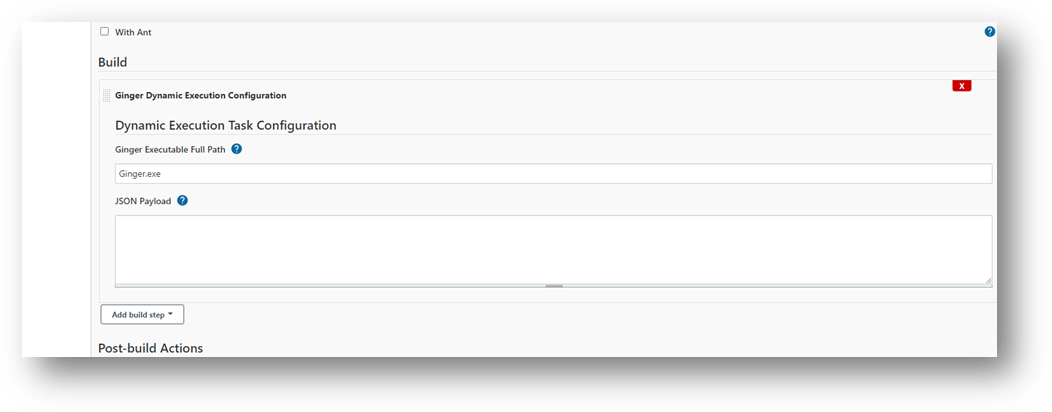 With Ant
?
Build
X
Ginger Dynamic Execution Configuration
Dynamic Execution Task Configuration
Ginger Executable Full Path ?
Ginger.exe
JSON Payload ?
Add build step
Post-build Actions